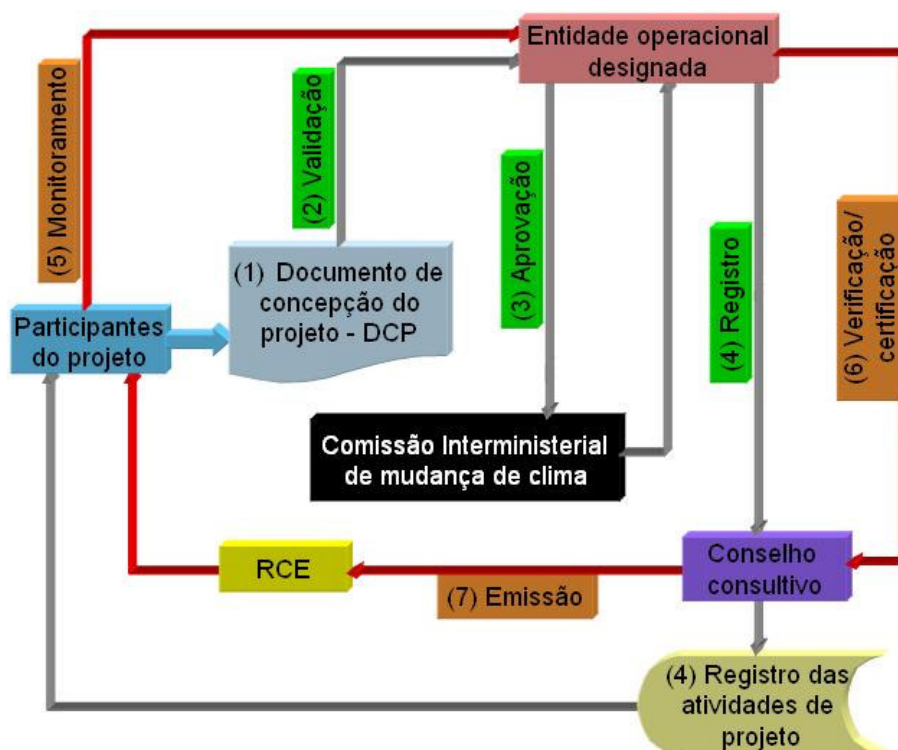 Entidade operacional
designada
(5) Monitoramento
(2) Validação
(3) Aprovação
(4) Registro
(6) Verificação/
certificação
(1) Documento de
concepção do
projeto - DCP
Participantes
do projeto
Comissão Interministerial
de mudança de clima
RCE
(7) Emissão
Conselho
consultivo
(4) Registro das
atividades de
projeto